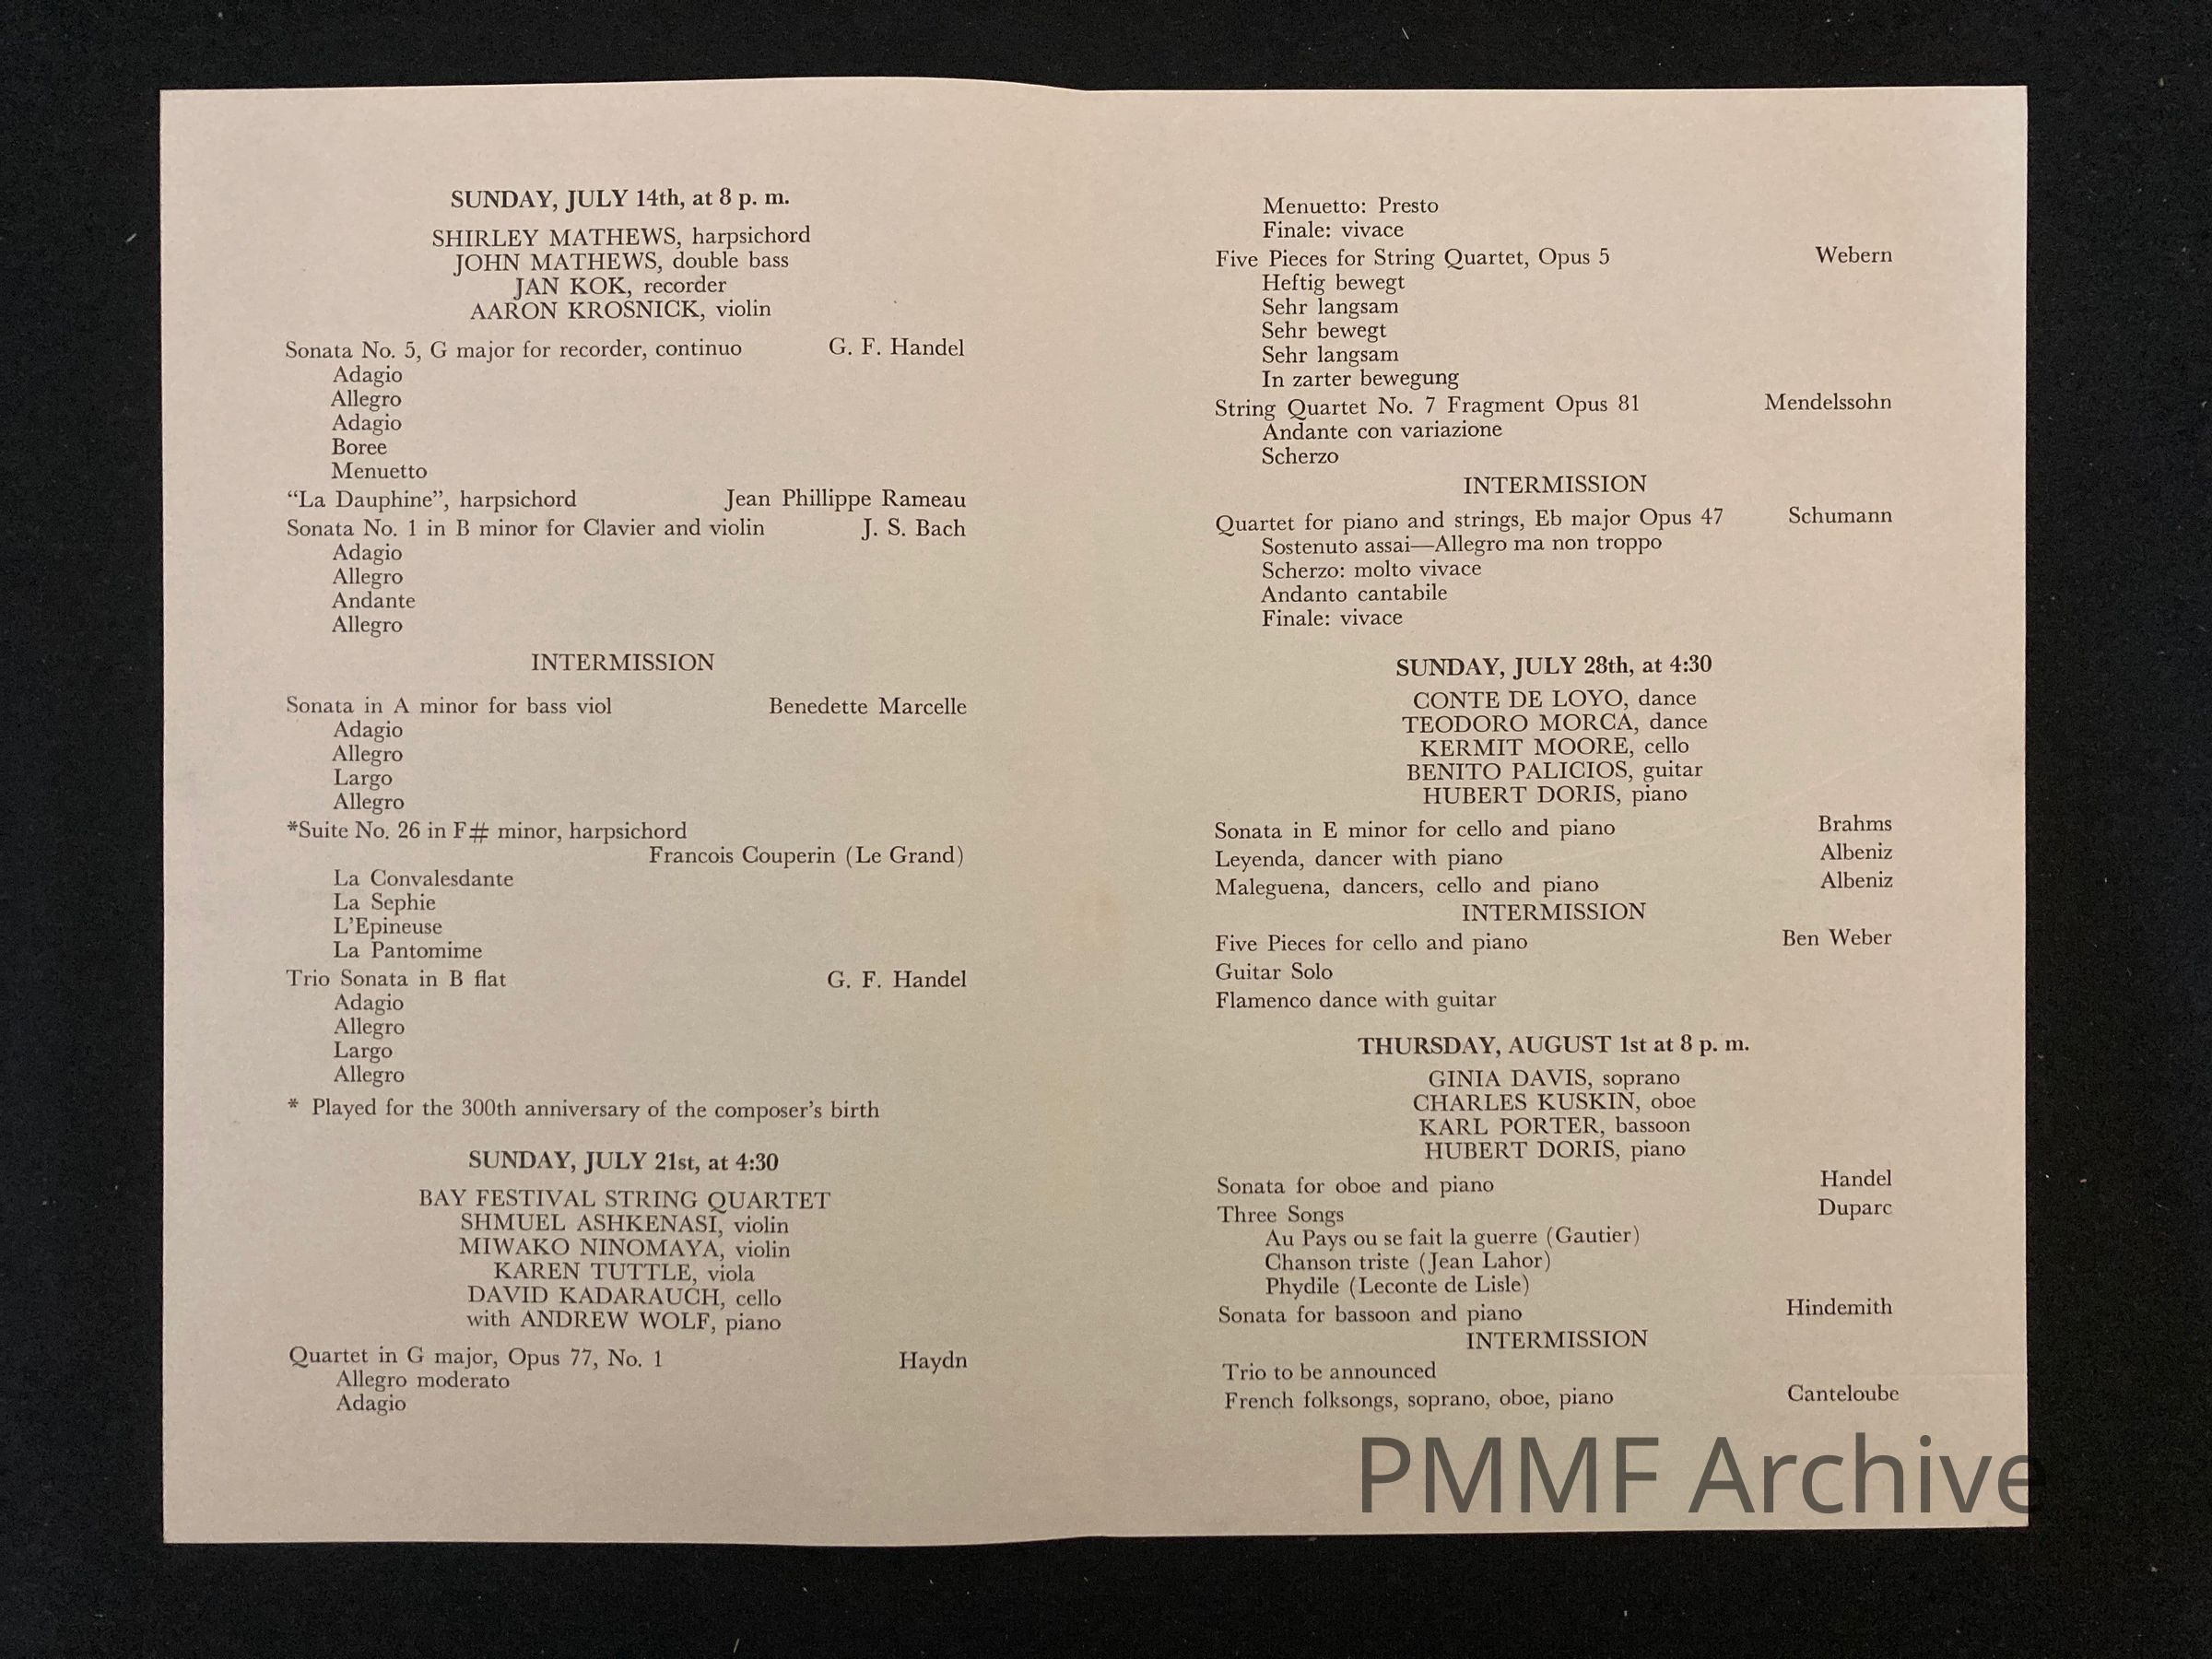 SUNDAY, JULY 14th, at 8 p. m.
SHIRLEY MATHEWS, harpsichord
JOHN MATHEWS, double bass
JAN KOK, recorder
AARON KROSNICK, violin
Sonata No. 5, G major for recorder, continuo G. F. Handel
Adagio
Allegro
Adagio
Boree
Menuetto
“La Dauphine”, harpsichord Jean Phillippe Rameau
Sonata No. 1 in B minor for Clavier and violin J. S. Bach
Adagio
Allegro
Andante
Allegro
INTERMISSION
Sonata in A minor for bass viol Benedette Marcelle
Adagio
Allegro
Largo
Allegro
*Suite No. 26 in F# minor, harpsichord
Francois Couperin (Le Grand)
La Convalesdante
La Sephie
L’Epineuse
La Pantomime
Trio Sonata in B flat G. F. Handel
Adagio
Allegro
Largo
Allegro
* Played for the 300th anniversary of the composer’s birth
SUNDAY, JULY 21st, at 4:30
BAY FESTIVAL STRING QUARTET
SHMUEL ASHKENASI, violin
MIWAKO NINOMAYA, violin
KAREN TUTTLE, viola
DAVID KADARAUCH, cello
with ANDREW WOLF, piano
Quartet in G major, Opus 77, No. 1 Haydn
Allegro moderato
Adagio
Menuetto: Presto
Finale: vivace
Five Pieces for String Quartet, Opus 5 Webern
Heftig bewegt
Sehr langsam
Sehr bewegt
Sehr langsam
In zarter bewegung
String Quartet No. 7 Fragment Opus 81 Mendelssohn
Andante con variazione
Scherzo
INTERMISSION
Quartet for piano and strings, Eb major Opus 47 Schumann
Sostenuto assai—Allegro ma non troppo
Scherzo: molto vivace
Andanto cantabile
Finale: vivace
SUNDAY, JULY 28th, at 4:30
CONTE DE LOYO, dance
TEODORO MORCA, dance
KERMIT MOORE, cello
BENITO PALICIOS, guitar
HUBERT DORIS, piano
Sonata in E minor for cello and piano Brahms
Leyenda, dancer with piano Albeniz
Maleguena, dancers, cello and piano Albeniz
INTERMISSION
Five Pieces for cello and piano Ben Weber
Guitar Solo
Flamenco dance with guitar
THURSDAY, AUGUST 1st at 8 p. m.
GINIA DAVIS, soprano
CHARLES KUSKIN, oboe
KARL PORTER, bassoon
HUBERT DORIS, piano
Sonata for oboe and piano Handel
Three Songs Duparc
Au Pays ou se fait la guerre (Gautier)
Chanson triste (Jean Lahor)
Phydile (Leconte de Lisle)
Sonata for bassoon and piano Hindemith
INTERMISSION
Trio to be announced
French folksongs, soprano, oboe, piano Canteloube
PMMF Archive